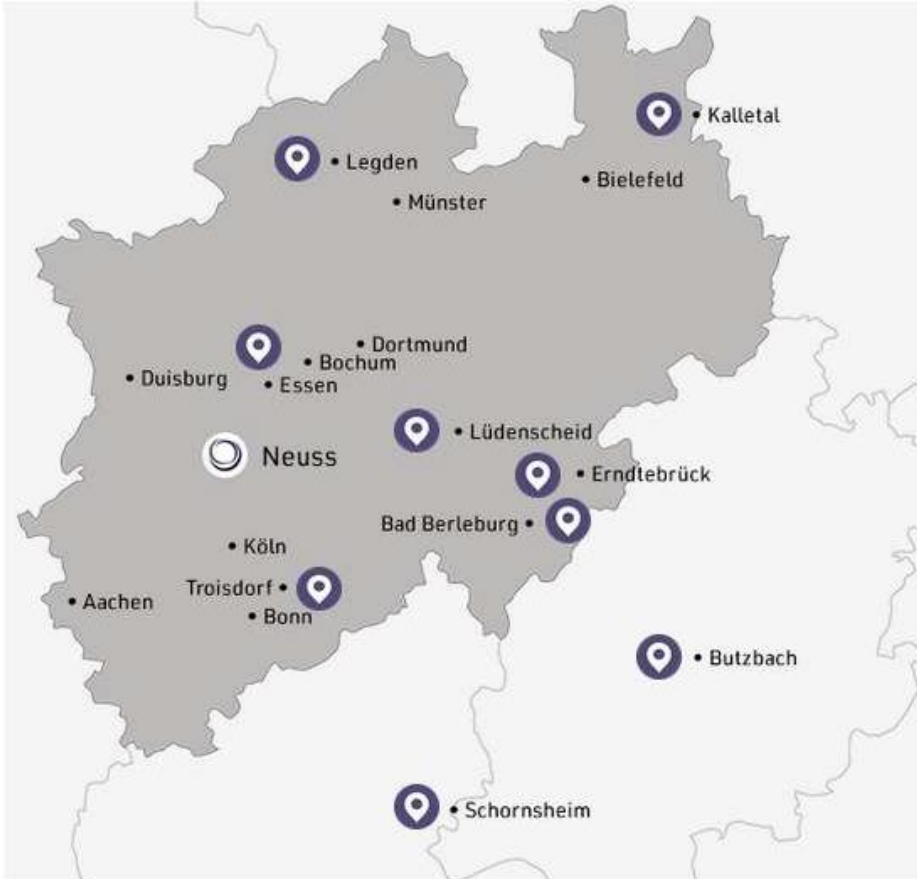 • Kalletal
• Legden
• Bielefeld
• Münster
• Dortmund
• Bochum
• Duisburg
• Essen
• Lüdenscheid
Neuss
• Erndtebrück
Bad Berleburg •
• Köln
Troisdorf •
• Aachen
• Bonn
• Butzbach
• Schornsheim